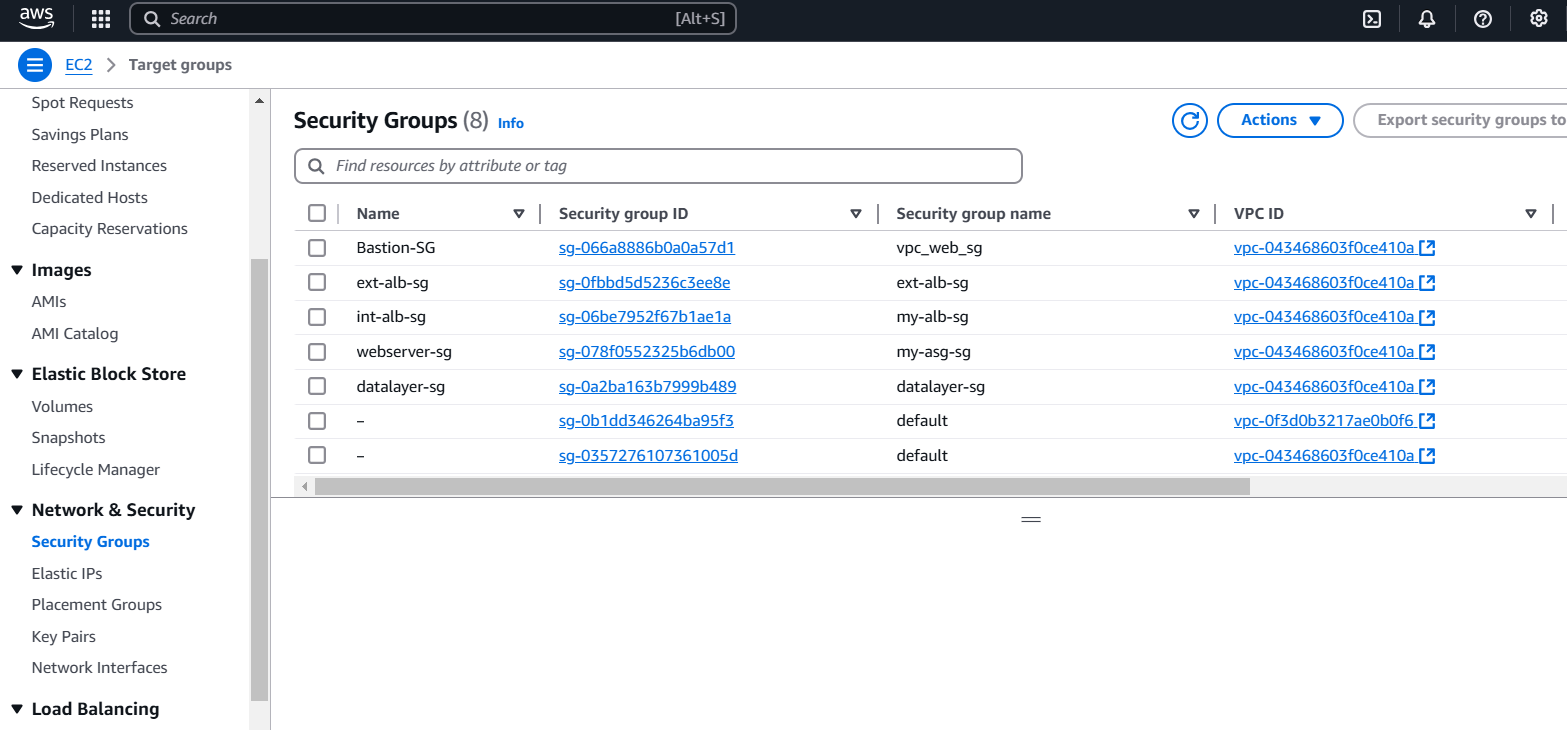 aws
Search [Alt+S]
EC2 > Target groups
Spot Requests
Savings Plans
Reserved Instances
Dedicated Hosts
Capacity Reservations
Images
AMIs
AMI Catalog
Elastic Block Store
Volumes
Snapshots
Lifecycle Manager
Network & Security
Security Groups
Elastic IPs
Placement Groups
Key Pairs
Network Interfaces
Load Balancing
Security Groups (8) Info
Actions
Export security groups to
Find resources by attribute or tag
Name Security group ID Security group name VPC ID
Bastion-SG sg-066a8886b0a0a57d1 vpc_web_sg vpc-043468603f0ce410a
ext-alb-sg sg-0fbbd5d5236c3ee8e ext-alb-sg vpc-043468603f0ce410a
int-alb-sg sg-06be7952f67b1ae1a my-alb-sg vpc-043468603f0ce410a
webserver-sg sg-078f0552325b6db00 my-asg-sg vpc-043468603f0ce410a
datalayer-sg sg-0a2ba163b7999b489 datalayer-sg vpc-043468603f0ce410a
– sg-0b1dd346264ba95f3 default vpc-0f3d0b3217ae0b0f6
– sg-0357276107361005d default vpc-043468603f0ce410a